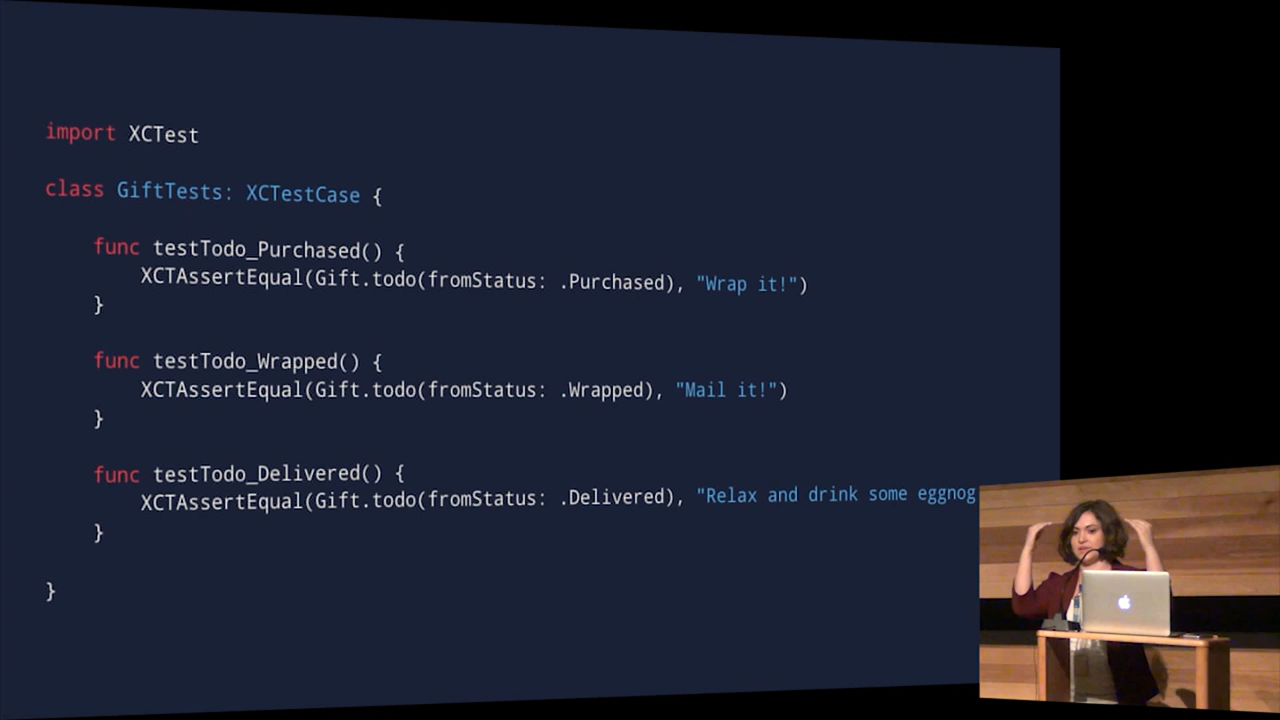 import XCTest
class GiftTests: XCTestCase {
func testTodo_Purchased() {
XCTAssertEqual(Gift.todo(fromStatus: .Purchased), "Wrap it!")
}
func testTodo_Wrapped() {
XCTAssertEqual(Gift.todo(fromStatus: .Wrapped), "Mail it!")
}
func testTodo_Delivered() {
XCTAssertEqual(Gift.todo(fromStatus: .Delivered), "Relax and drink some eggnog
}
}